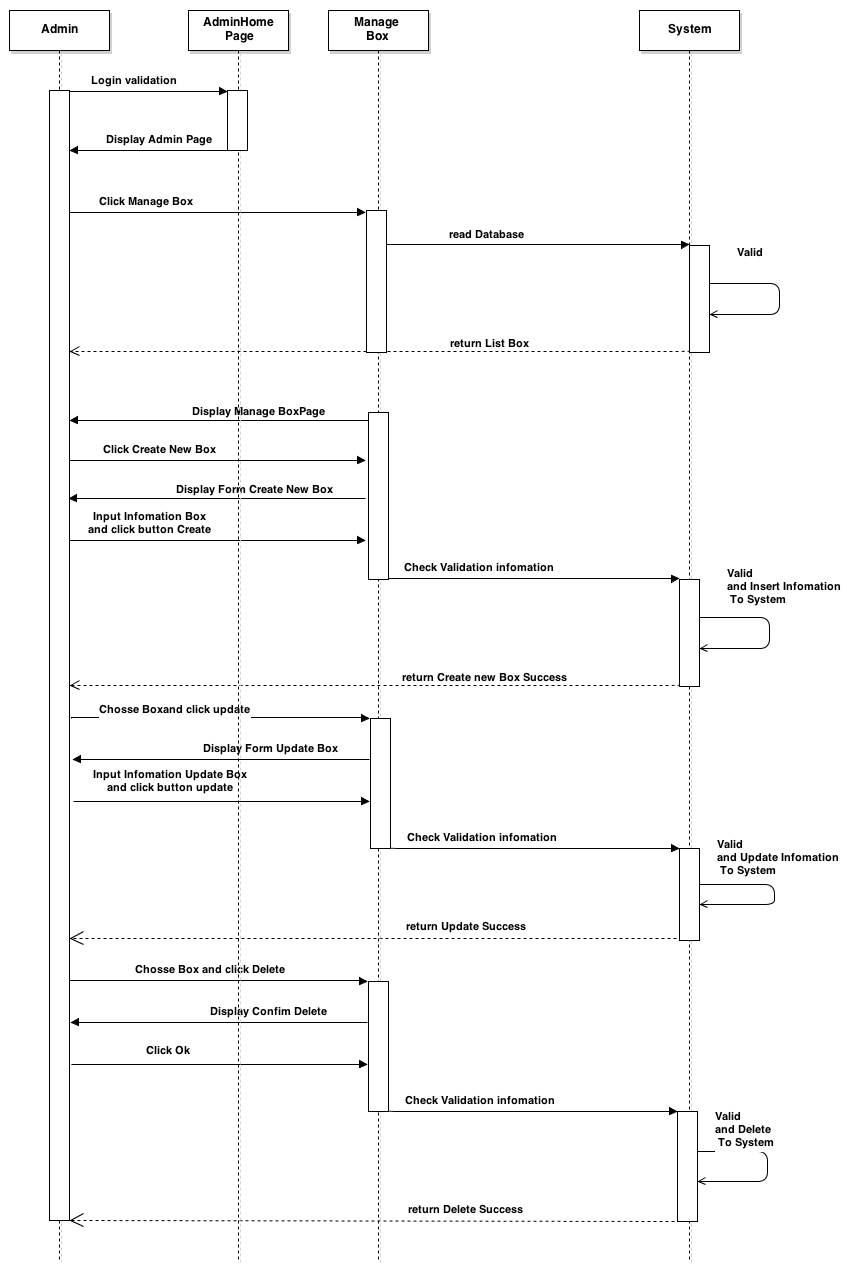 Admin
AdminHome
Page
Manage
Box
System
Login validation
Display Admin Page
Click Manage Box
read Database
Valid
return List Box
Display Manage BoxPage
Click Create New Box
Display Form Create New Box
Input Infomation Box
and click button Create
Check Validation infomation
Valid
and Insert Infomation
To System
return Create new Box Success
Chosse Boxand click update
Display Form Update Box
Input Infomation Update Box
and click button update
Check Validation infomation
Valid
and Update Infomation
To System
return Update Success
Chosse Box and click Delete
Display Confim Delete
Click Ok
Check Validation infomation
Valid
and Delete
To System
return Delete Success